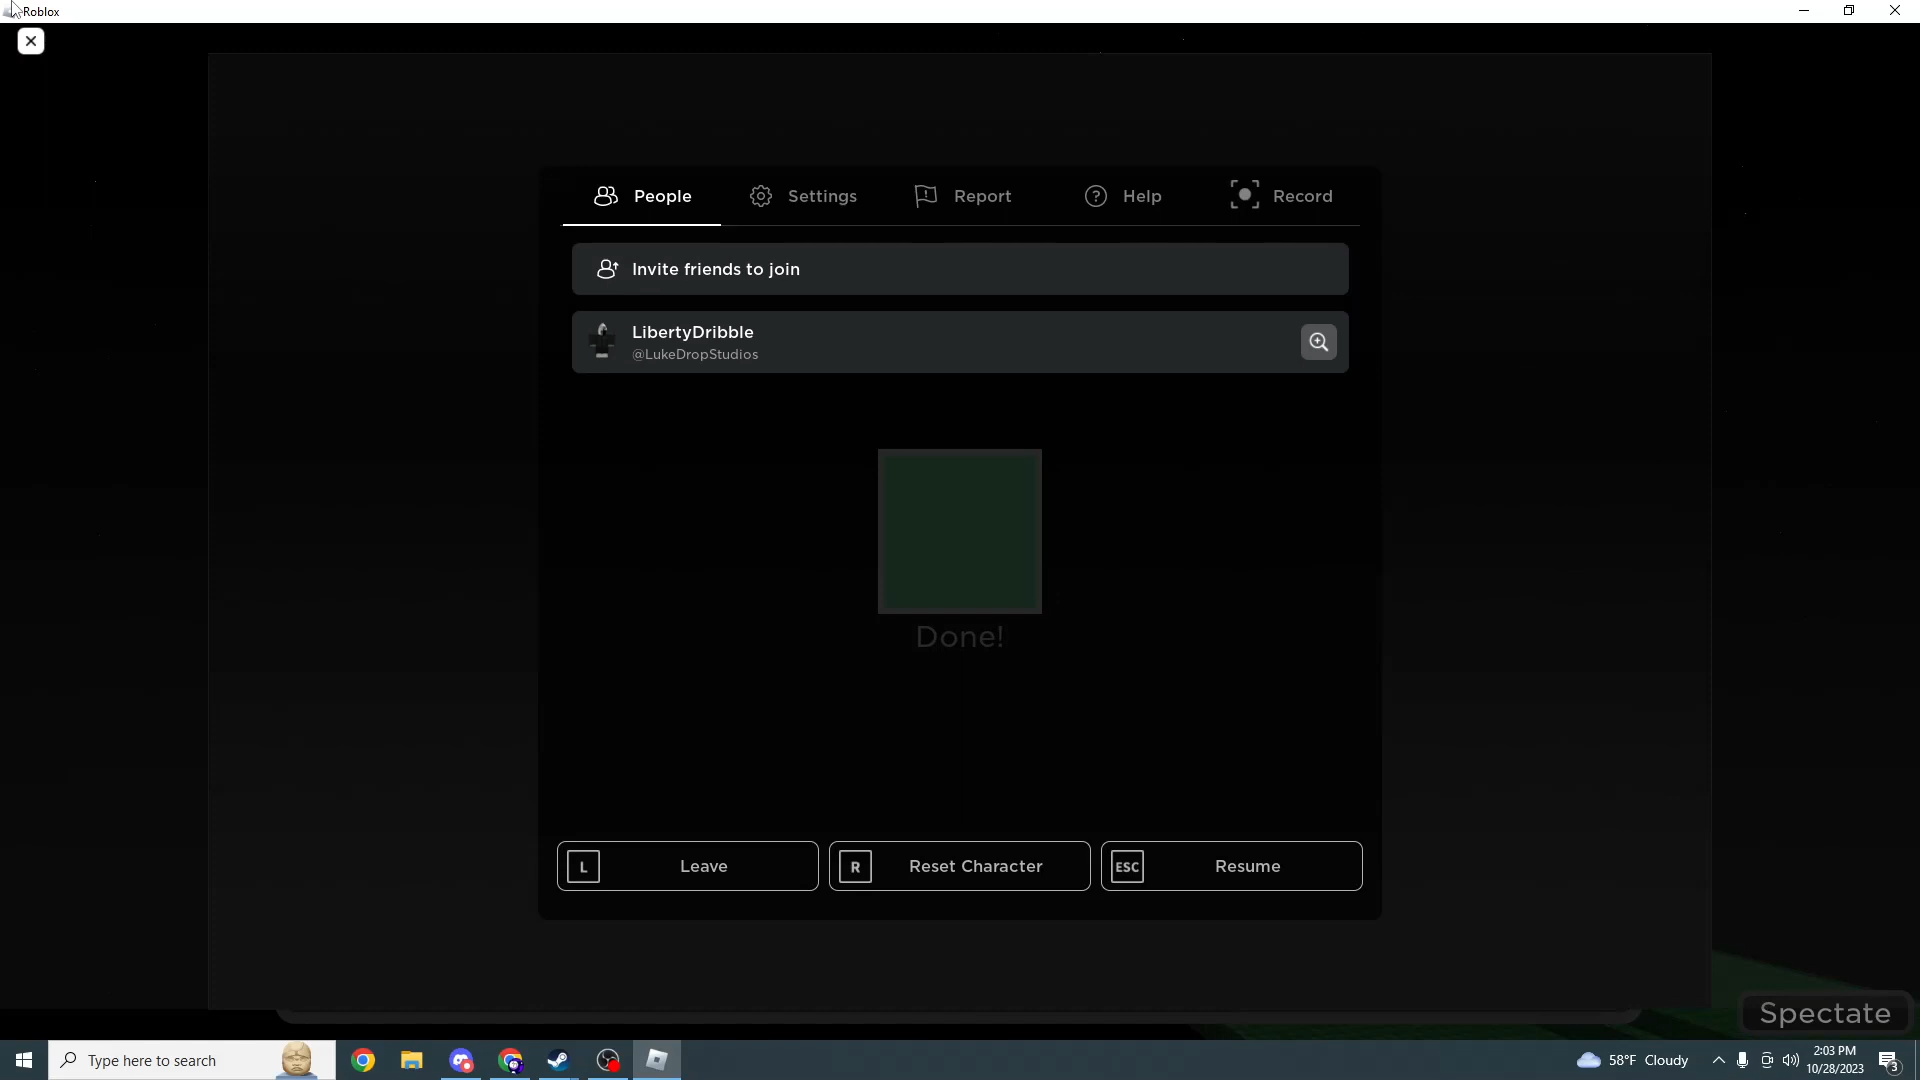 Roblox
People
Settings
Report
Help
Record
Invite friends to join
LibertyDribble
@LukeDropStudios
Done!
L Leave
R Reset Character
ESC Resume
Spectate
Type here to search
58°F Cloudy
2:03 PM
10/28/2023
3